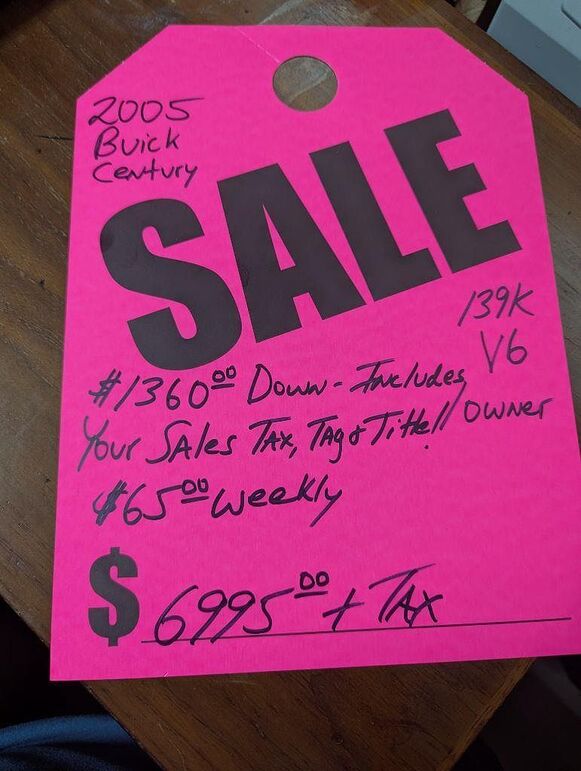 2005
Buick
Century
SALE
139K
V6
1 OWNER
$1360.00 Down - Includes
Your Sales Tax, Tag & Tittle!
$65.00 Weekly
$ 6995.00 + Tax